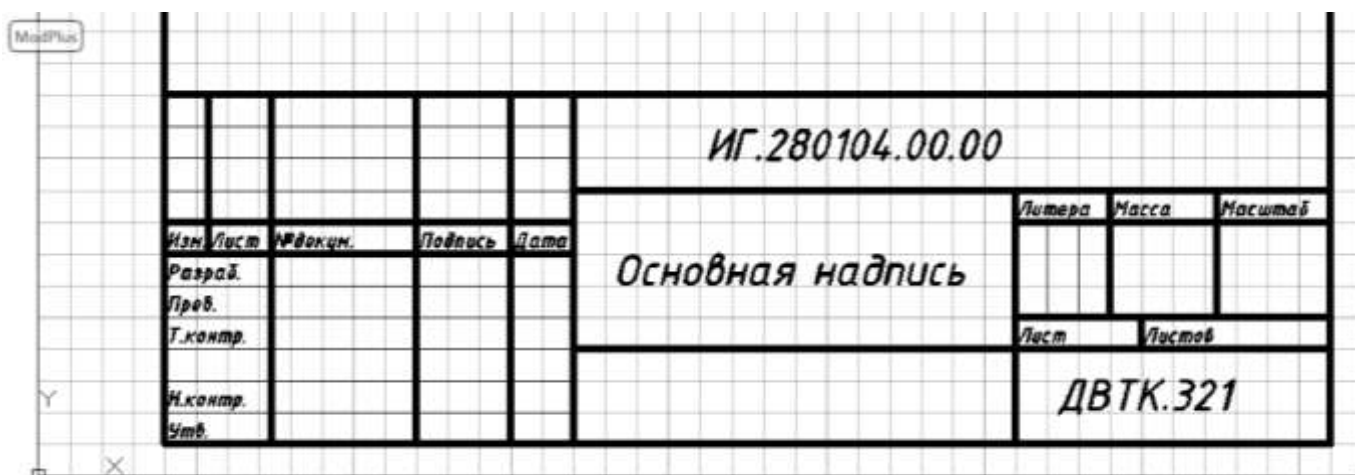 ModPlus
ИГ.280104.00.00
Литера Масса Масштаб
Изм. Лист №докум. Подпись Дата
Основная надпись
Разраб.
Пров.
Т.контр.
Лист Листов
Н.контр.
Утв.
ДВТК.321
Y
X